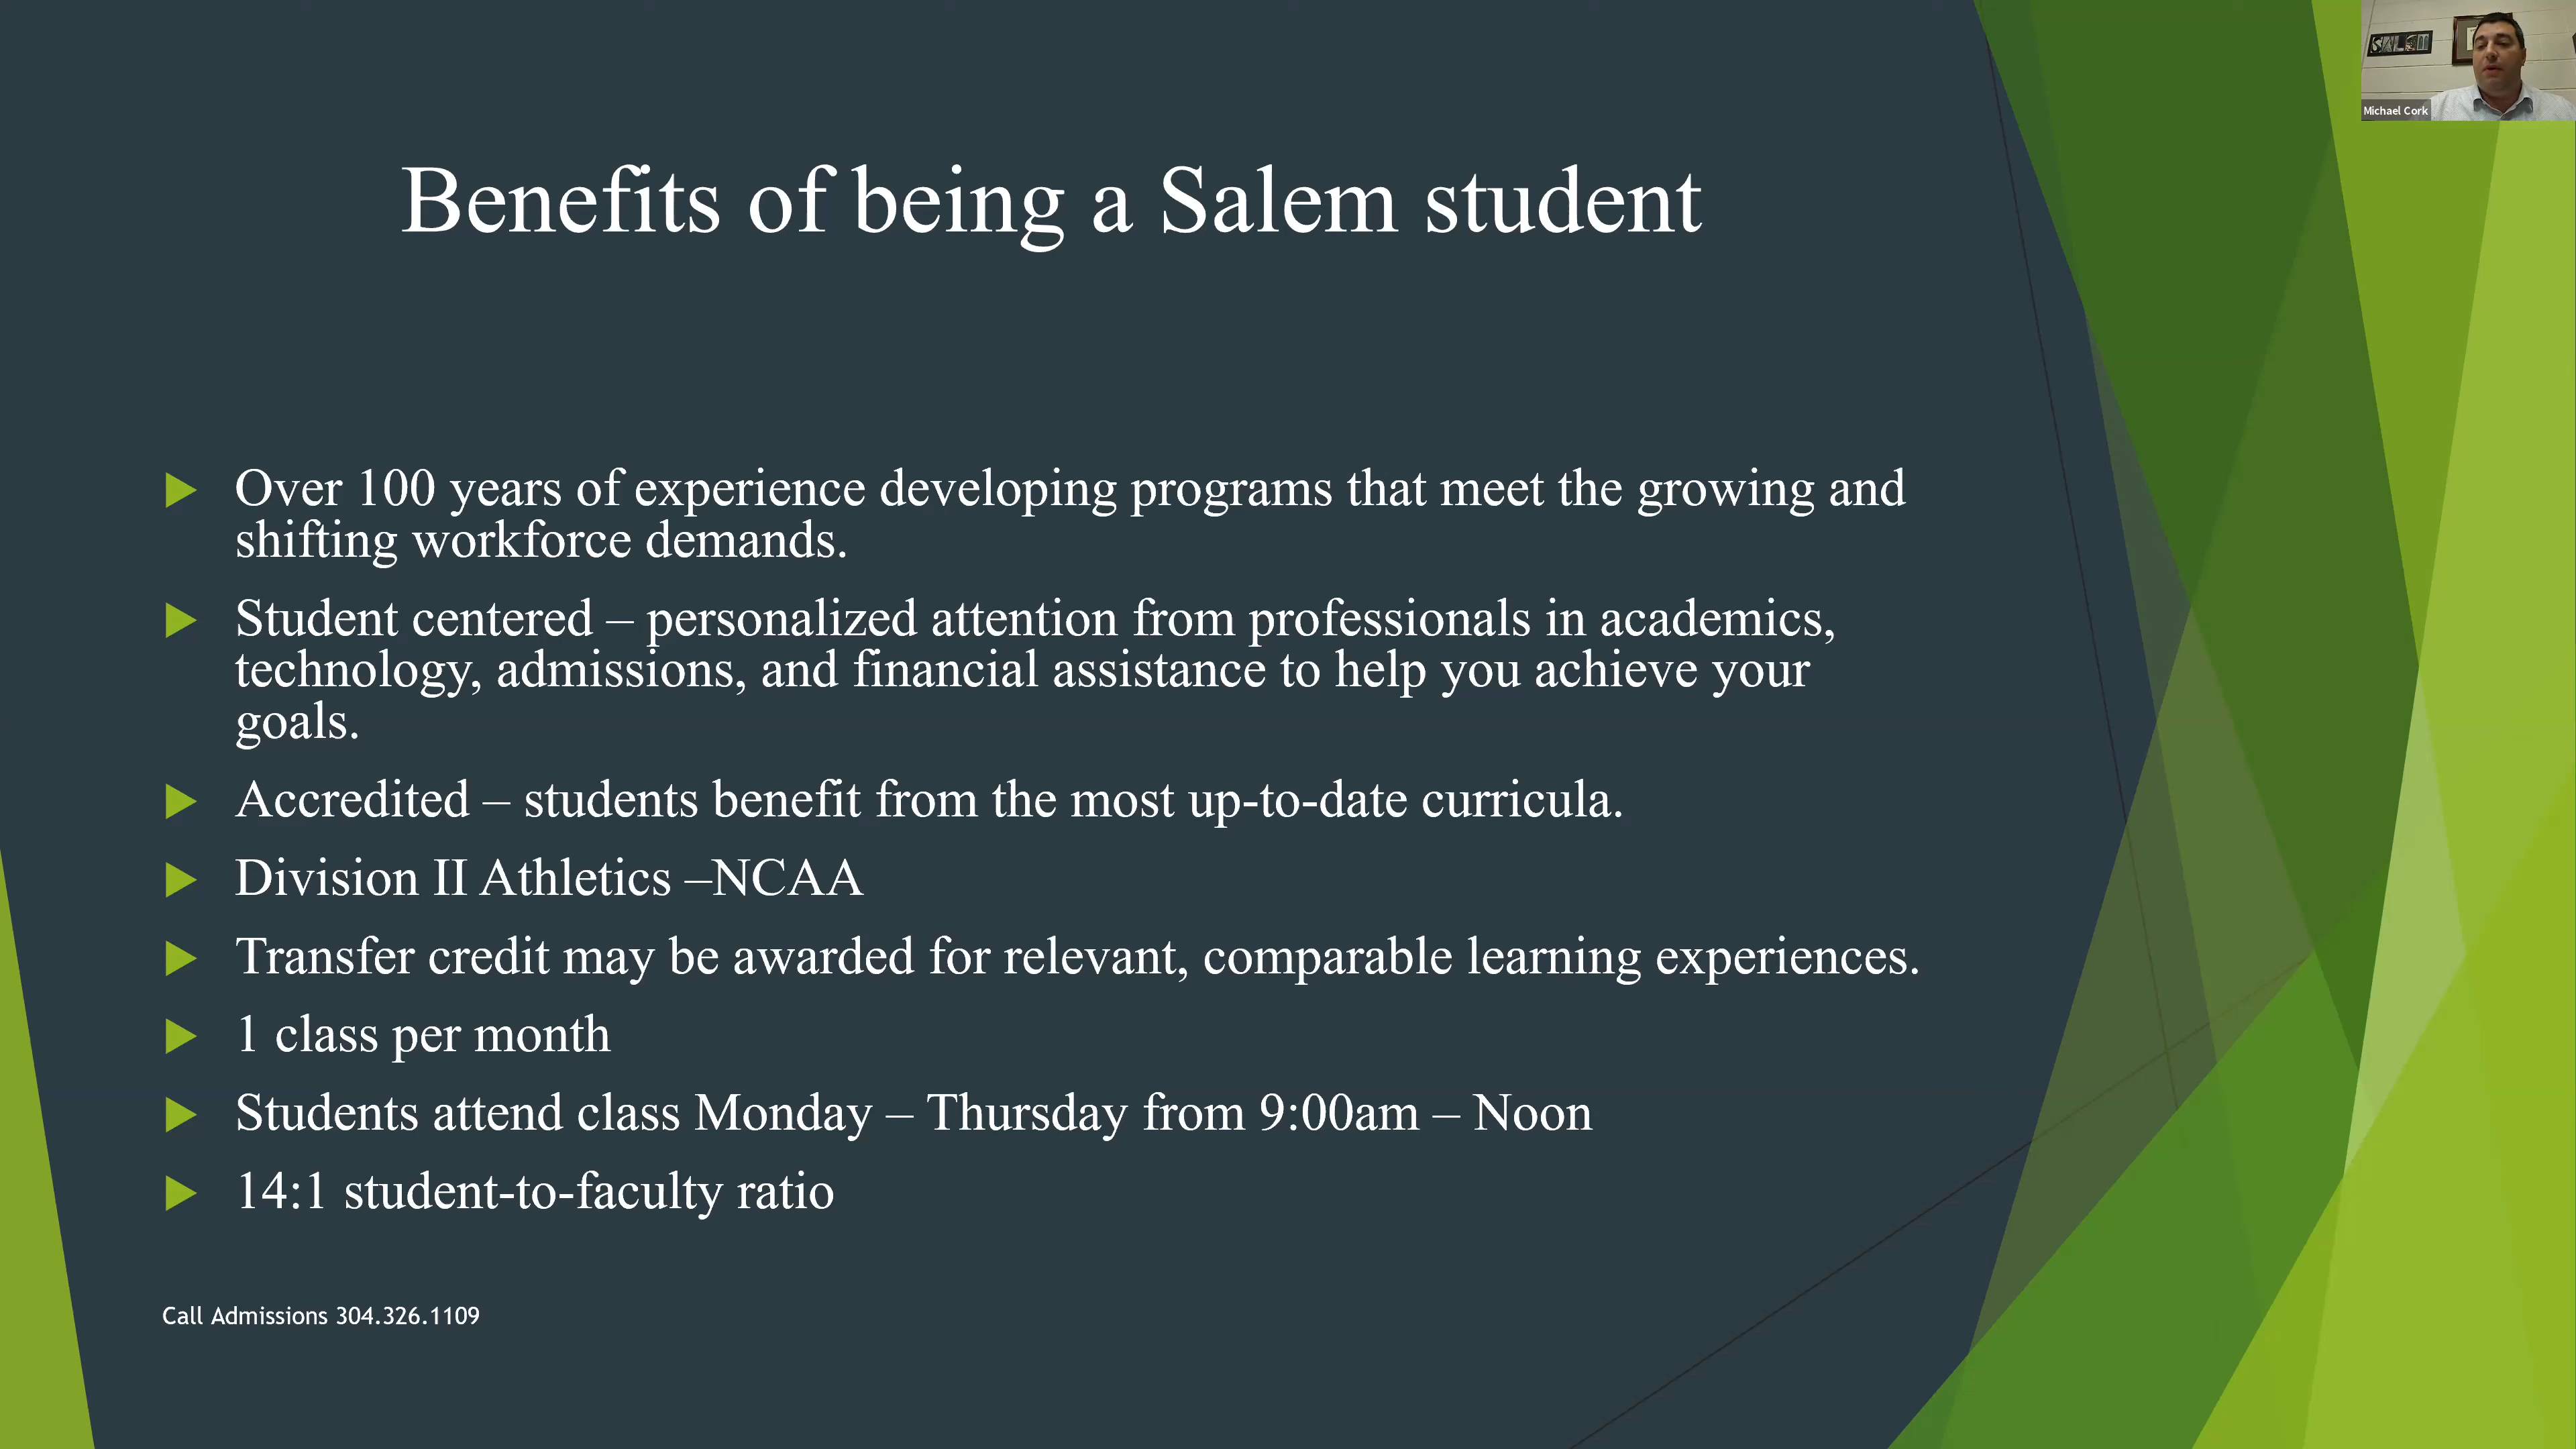 SALEM
Michael Cork
Benefits of being a Salem student
Over 100 years of experience developing programs that meet the growing and
shifting workforce demands.
Student centered – personalized attention from professionals in academics,
technology, admissions, and financial assistance to help you achieve your
goals.
Accredited – students benefit from the most up-to-date curricula.
Division II Athletics –NCAA
Transfer credit may be awarded for relevant, comparable learning experiences.
1 class per month
Students attend class Monday – Thursday from 9:00am – Noon
14:1 student-to-faculty ratio
Call Admissions 304.326.1109